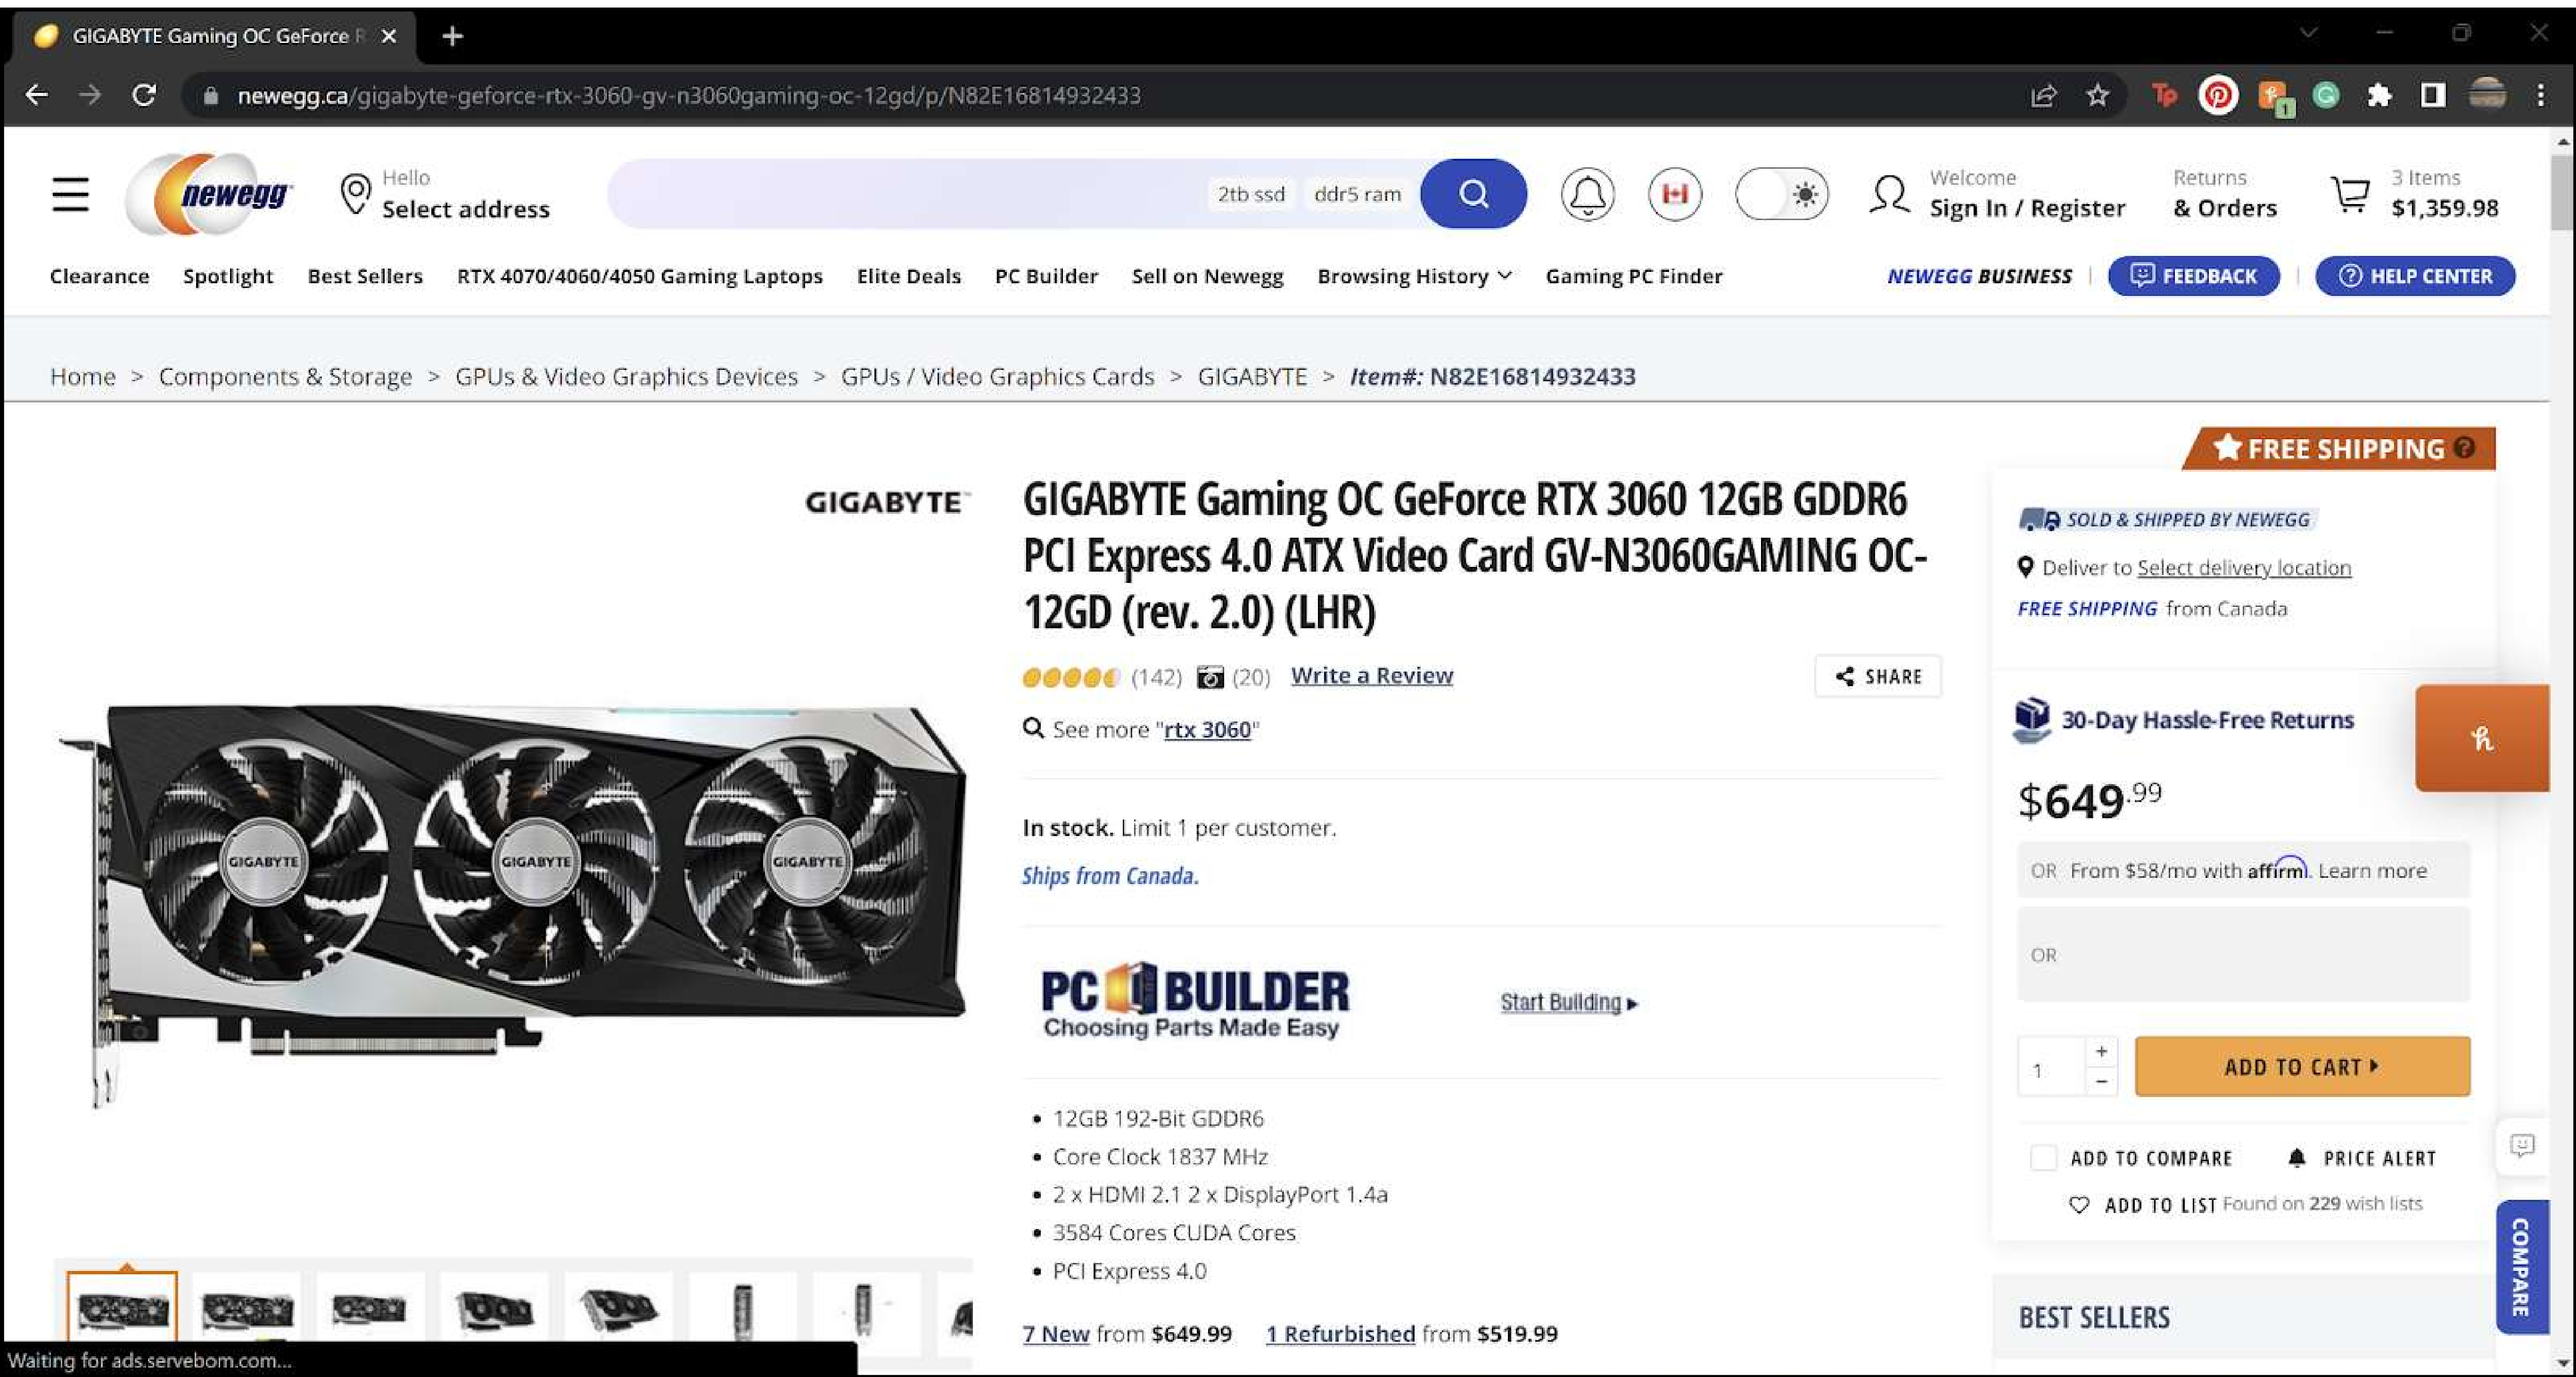 GIGABYTE Gaming OC GeForce R
newegg.ca/gigabyte-geforce-rtx-3060-gv-n3060gaming-oc-12gd/p/N82E16814932433
Tp
1
newegg
Hello
Select address
2tb ssd
ddr5 ram
Welcome
Sign In / Register
Returns
& Orders
3 Items
$1,359.98
Clearance
Spotlight
Best Sellers
RTX 4070/4060/4050 Gaming Laptops
Elite Deals
PC Builder
Sell on Newegg
Browsing History
Gaming PC Finder
NEWEGG BUSINESS
FEEDBACK
HELP CENTER
Home > Components & Storage > GPUs & Video Graphics Devices > GPUs / Video Graphics Cards > GIGABYTE > Item#: N82E16814932433
GIGABYTE™
GIGABYTE
GIGABYTE
GIGABYTE
GIGABYTE Gaming OC GeForce RTX 3060 12GB GDDR6
PCI Express 4.0 ATX Video Card GV-N3060GAMING OC-
12GD (rev. 2.0) (LHR)
(142) (20) Write a Review
SHARE
See more "rtx 3060"
In stock. Limit 1 per customer.
Ships from Canada.
PC BUILDER
Choosing Parts Made Easy
Start Building
• 12GB 192-Bit GDDR6
• Core Clock 1837 MHz
• 2 x HDMI 2.1 2 x DisplayPort 1.4a
• 3584 Cores CUDA Cores
• PCI Express 4.0
7 New from $649.99 1 Refurbished from $519.99
FREE SHIPPING ?
SOLD & SHIPPED BY NEWEGG
Deliver to Select delivery location
FREE SHIPPING from Canada
30-Day Hassle-Free Returns
h
$649.99
OR From $58/mo with affirm. Learn more
OR
1
+
−
ADD TO CART
ADD TO COMPARE
PRICE ALERT
ADD TO LIST Found on 229 wish lists
COMPARE
BEST SELLERS
Waiting for ads.servebom.com...